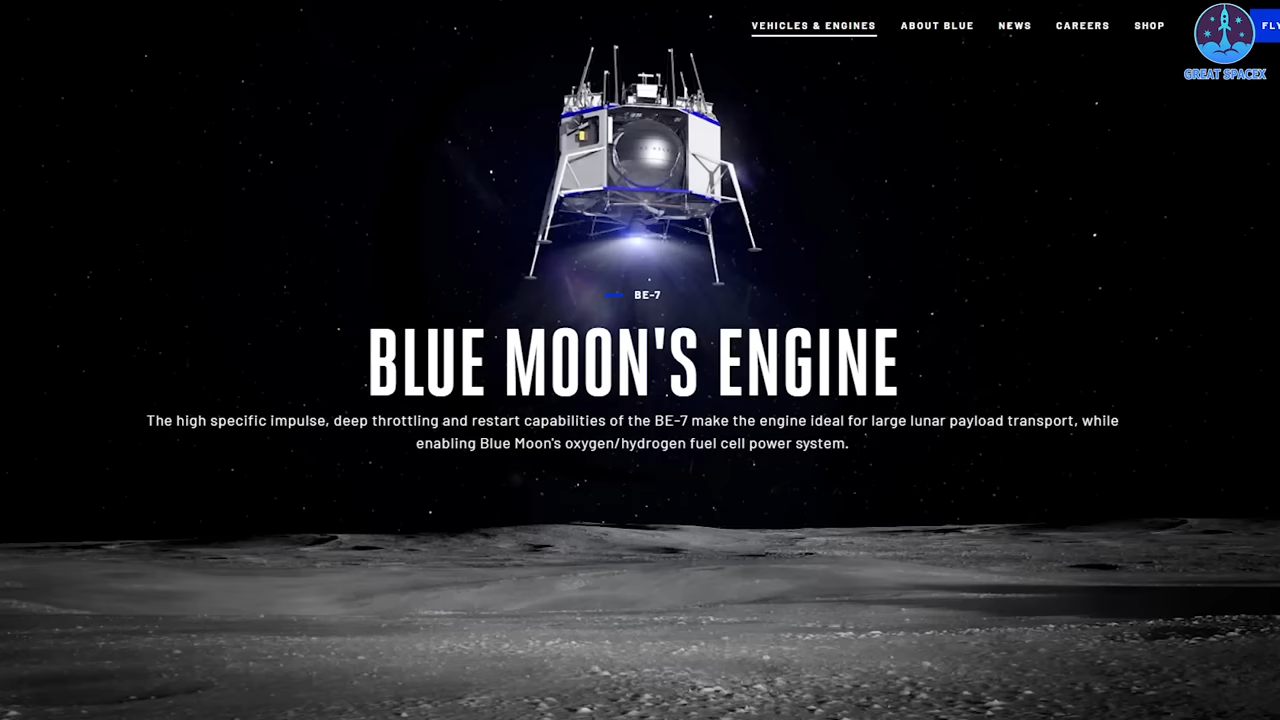 VEHICLES & ENGINES ABOUT BLUE NEWS CAREERS SHOP FLY
GREAT SPACEX
BE-7
BLUE MOON'S ENGINE
The high specific impulse, deep throttling and restart capabilities of the BE-7 make the engine ideal for large lunar payload transport, while
enabling Blue Moon's oxygen/hydrogen fuel cell power system.